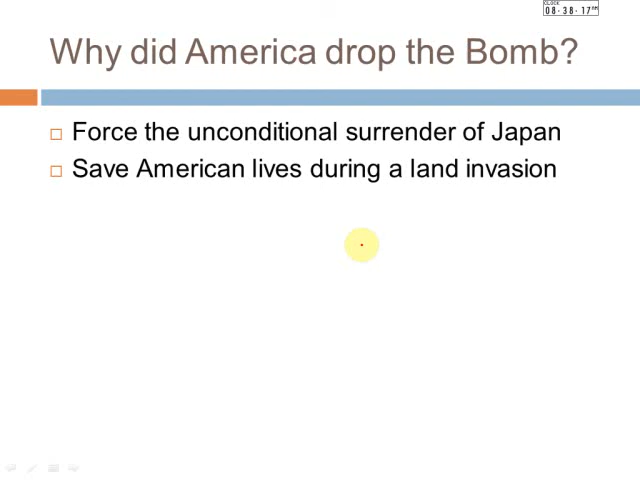 CLOCK
08-38-17PM
Why did America drop the Bomb?
Force the unconditional surrender of Japan
Save American lives during a land invasion